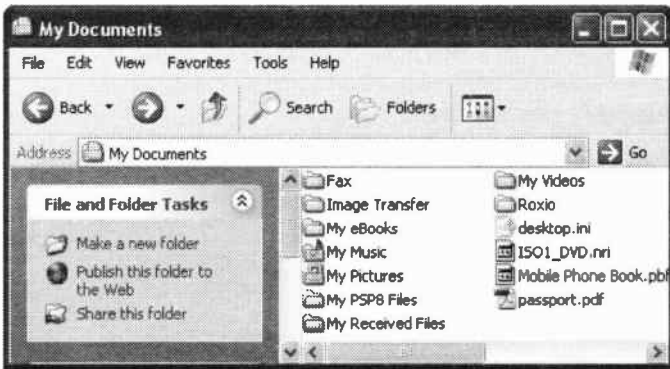 My Documents
File Edit View Favorites Tools Help
Back Search Folders
Address My Documents Go
File and Folder Tasks
Make a new folder
Publish this folder to
the Web
Share this folder
Fax
Image Transfer
My eBooks
My Music
My Pictures
My PSP8 Files
My Received Files
My Videos
Roxio
desktop.ini
ISO1_DVD.nri
Mobile Phone Book.pbf
passport.pdf